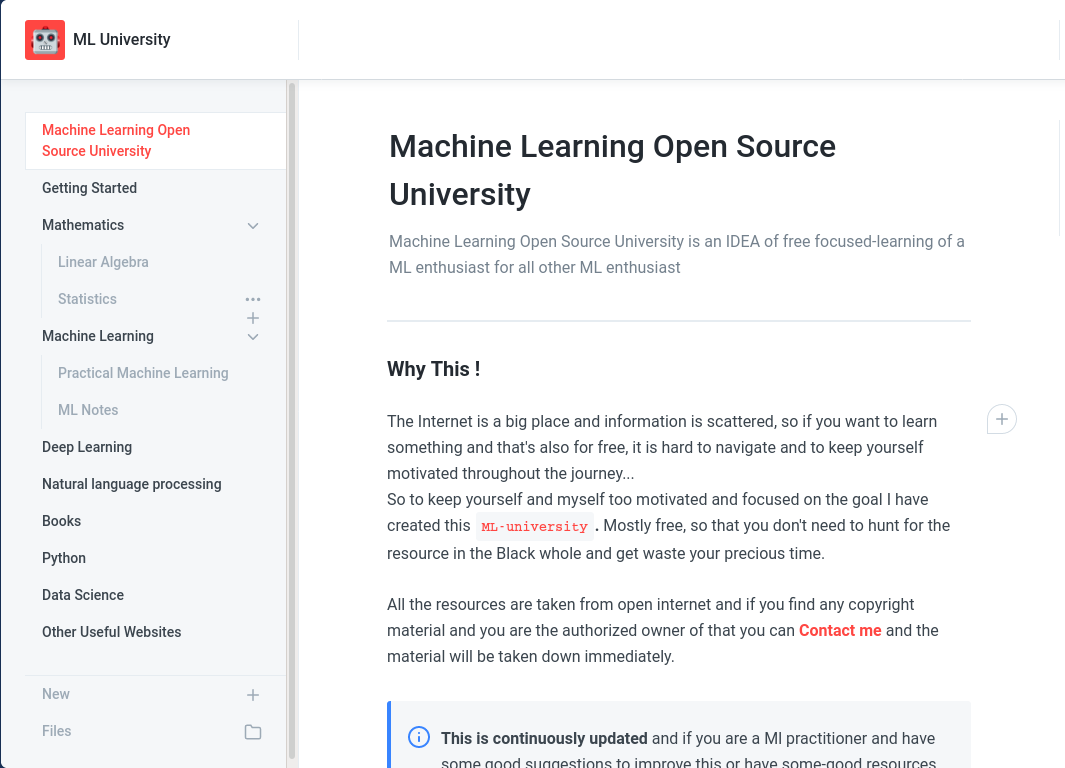 ML University
Machine Learning Open
Source University
Getting Started
Mathematics
Linear Algebra
Statistics
Machine Learning
Practical Machine Learning
ML Notes
Deep Learning
Natural language processing
Books
Python
Data Science
Other Useful Websites
New
Files
Machine Learning Open Source
University
Machine Learning Open Source University is an IDEA of free focused-learning of a
ML enthusiast for all other ML enthusiast
Why This !
The Internet is a big place and information is scattered, so if you want to learn
something and that's also for free, it is hard to navigate and to keep yourself
motivated throughout the journey...
So to keep yourself and myself too motivated and focused on the goal I have
created this ML-university . Mostly free, so that you don't need to hunt for the
resource in the Black whole and get waste your precious time.
All the resources are taken from open internet and if you find any copyright
material and you are the authorized owner of that you can Contact me and the
material will be taken down immediately.
This is continuously updated and if you are a Ml practitioner and have
some good suggestions to improve this or have some-good resources